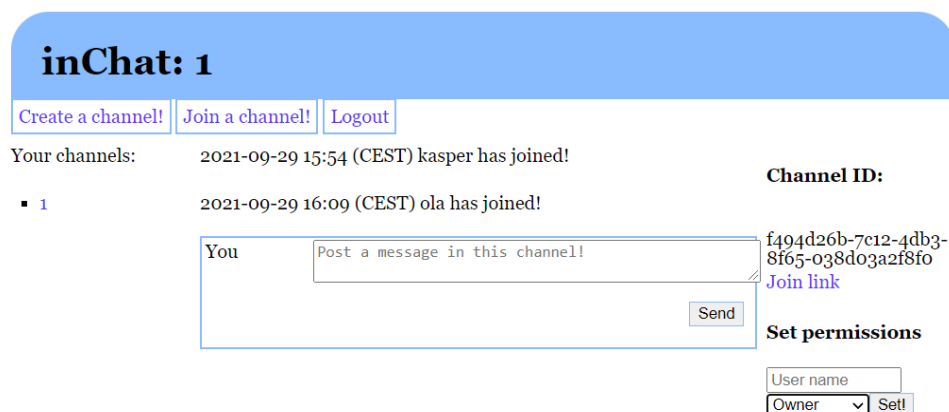 inChat: 1
Create a channel!
Join a channel!
Logout
Your channels:
1
2021-09-29 15:54 (CEST) kasper has joined!
2021-09-29 16:09 (CEST) ola has joined!
You
Post a message in this channel!
Send
Channel ID:
f494d26b-7c12-4db3-
8f65-038d03a2f8f0
Join link
Set permissions
User name
Owner
Set!